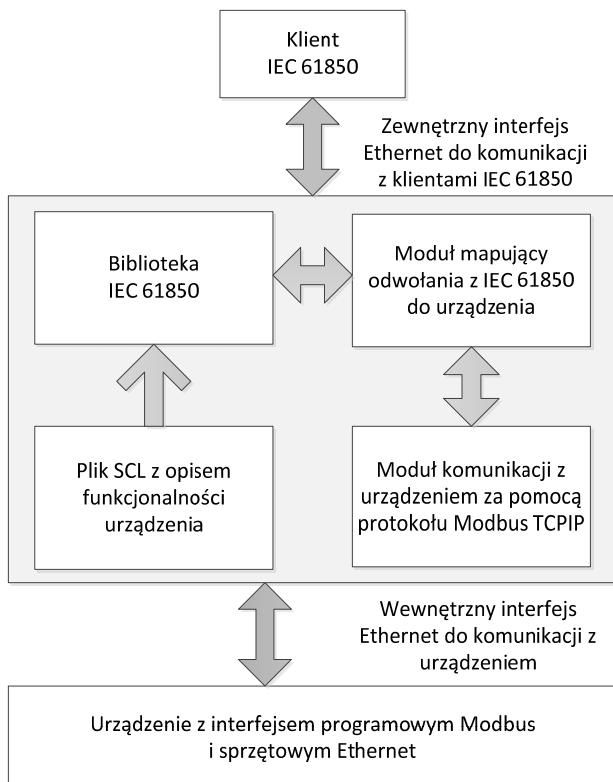 Klient
IEC 61850
Zewnętrzny interfejs
Ethernet do komunikacji
z klientami IEC 61850
Biblioteka
IEC 61850
Moduł mapujący
odwołania z IEC 61850
do urządzenia
Plik SCL z opisem
funkcjonalności
urządzenia
Moduł komunikacji z
urządzeniem za pomocą
protokołu Modbus TCPIP
Wewnętrzny interfejs
Ethernet do komunikacji z
urządzeniem
Urządzenie z interfejsem programowym Modbus
i sprzętowym Ethernet